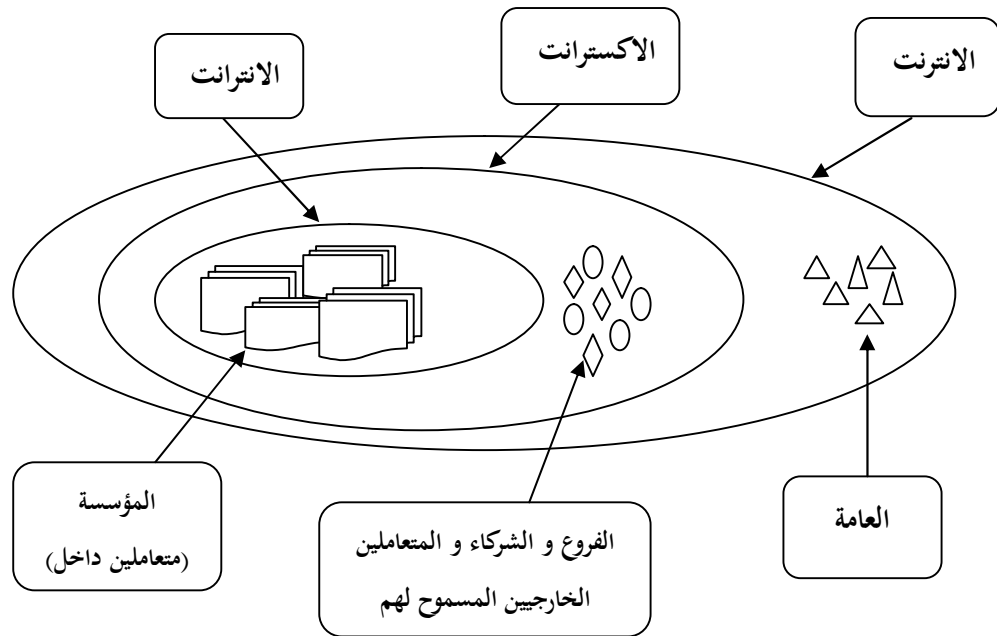 الانترنت
الاكسترانت
الانترانت
العامة
الفروع و الشركاء و المتعاملين
الخارجيين المسموح لهم
المؤسسة
(متعاملين داخل)